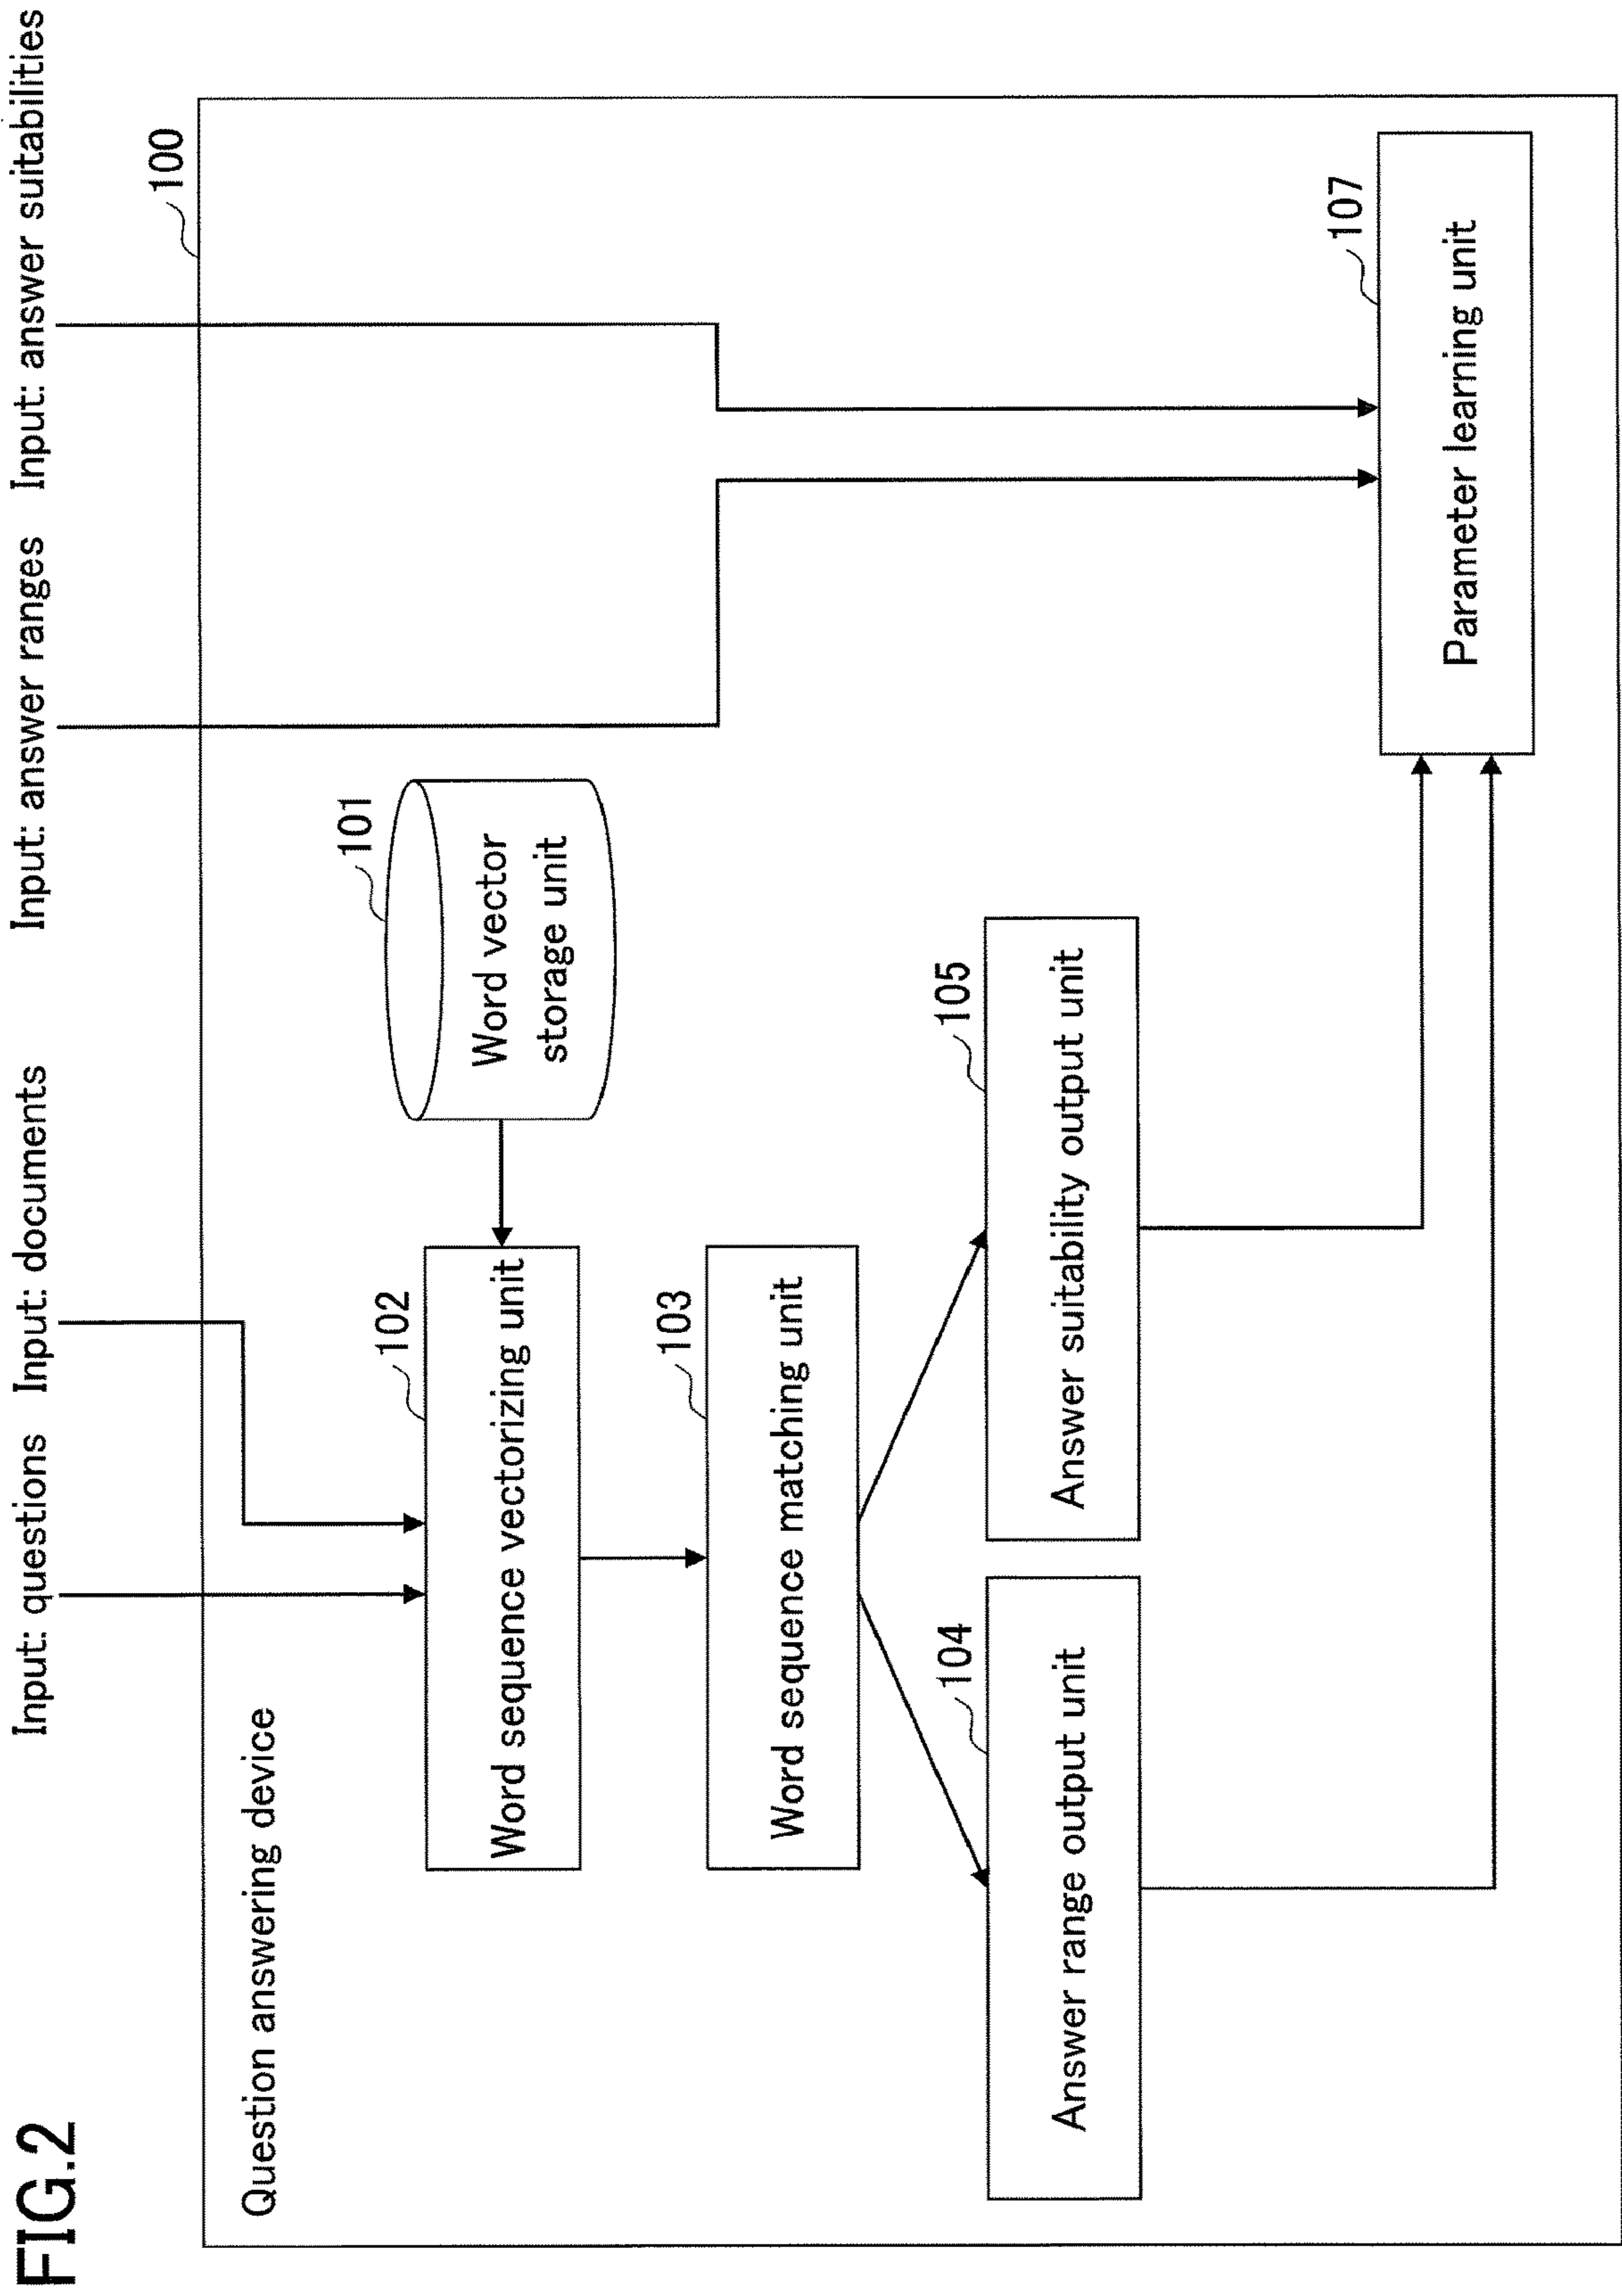 FIG.2
Input: questions
Input: documents
Input: answer ranges
Input: answer suitabilities
100
Question answering device
102
Word sequence vectorizing unit
101
Word vector
storage unit
103
Word sequence matching unit
104
Answer range output unit
105
Answer suitability output unit
107
Parameter learning unit